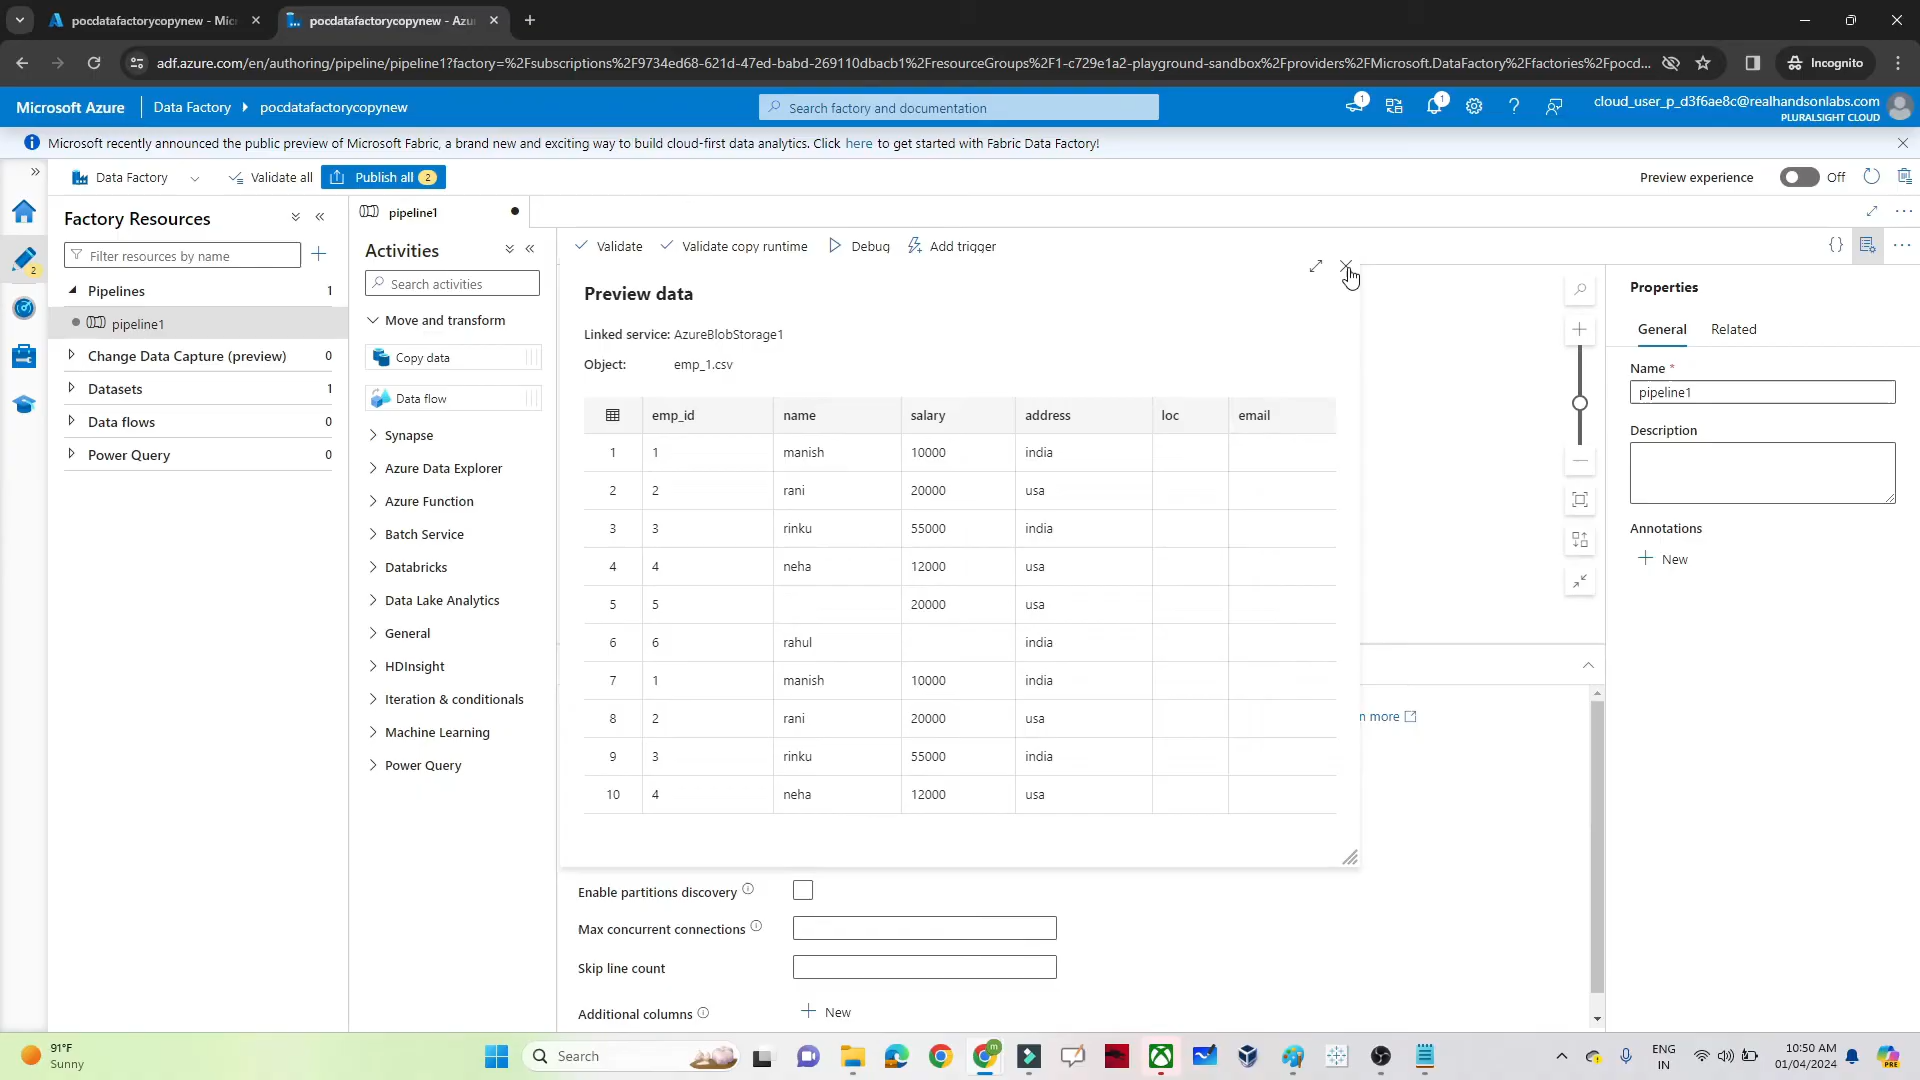 pocdatafactorycopynew - Mic
pocdatafactorycopynew - Azu
adf.azure.com/en/authoring/pipeline/pipeline1?factory=%2Fsubscriptions%2F9734ed68-621d-47ed-babd-269110dbacb1%2FresourceGroups%2F1-c729e1a2-playground-sandbox%2Fproviders%2FMicrosoft.DataFactory%2Ffactories%2Fpocd...
Incognito
Microsoft Azure
Data Factory
pocdatafactorycopynew
Search factory and documentation
1
1
cloud_user_p_d3f6ae8c@realhandsonlabs.com
PLURALSIGHT CLOUD
Microsoft recently announced the public preview of Microsoft Fabric, a brand new and exciting way to build cloud-first data analytics. Click here to get started with Fabric Data Factory!
Data Factory
Validate all
Publish all 2
Preview experience
Off
2
Factory Resources
Filter resources by name
Pipelines 1
pipeline1
Change Data Capture (preview) 0
Datasets 1
Data flows 0
Power Query 0
pipeline1
Activities
Search activities
Move and transform
Copy data
Data flow
Synapse
Azure Data Explorer
Azure Function
Batch Service
Databricks
Data Lake Analytics
General
HDInsight
Iteration & conditionals
Machine Learning
Power Query
Validate
Validate copy runtime
Debug
Add trigger
Preview data
Linked service: AzureBlobStorage1
Object: emp_1.csv
emp_id name salary address loc email
1 1 manish 10000 india
2 2 rani 20000 usa
3 3 rinku 55000 india
4 4 neha 12000 usa
5 5 20000 usa
6 6 rahul india
7 1 manish 10000 india
8 2 rani 20000 usa
9 3 rinku 55000 india
10 4 neha 12000 usa
n more
Enable partitions discovery
Max concurrent connections
Skip line count
Additional columns
New
Properties
General
Related
Name *
pipeline1
Description
Annotations
New
91°F
Sunny
Search
m
ENG
IN
10:50 AM
01/04/2024
PRE